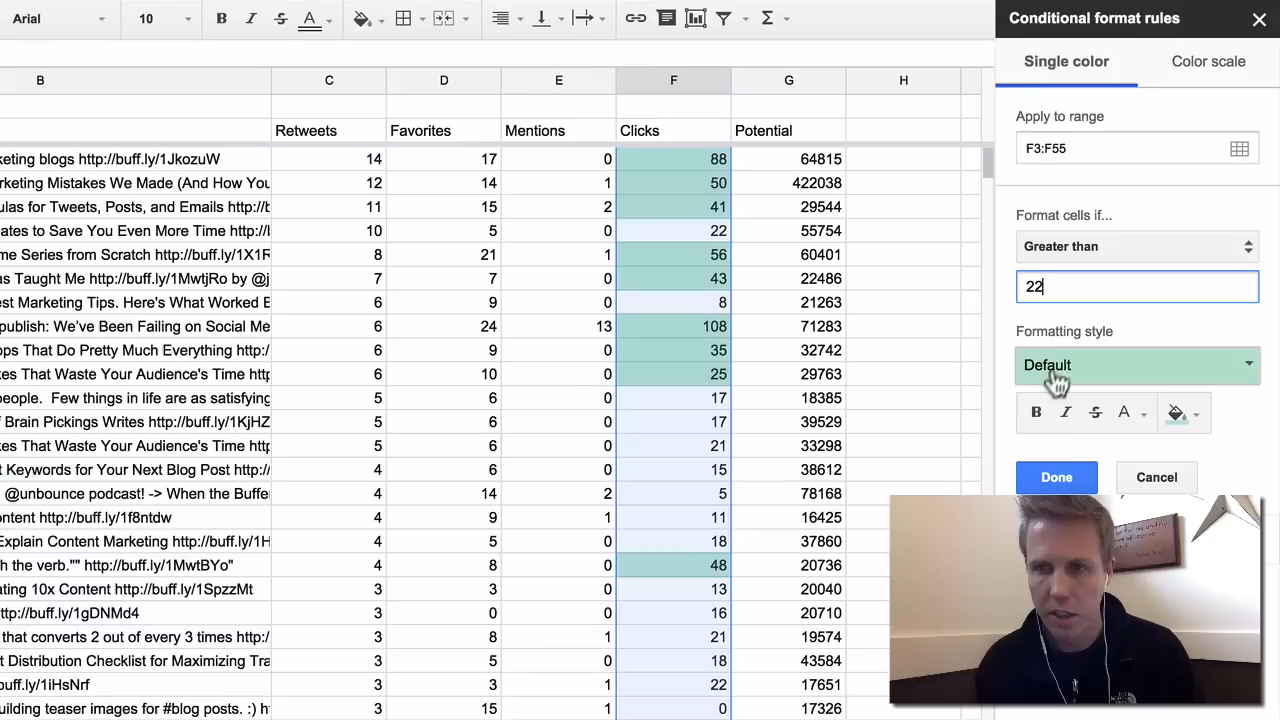 Arial 10 B I S A Σ
Conditional format rules
Single color Color scale
Apply to range
F3:F55
Format cells if...
Greater than
22
Formatting style
Default
B I S A
Done Cancel
B C D E F G H
Retweets Favorites Mentions Clicks Potential
keting blogs http://buff.ly/1JkozuW 14 17 0 88 64815
rketing Mistakes We Made (And How You 12 14 1 50 422038
ulas for Tweets, Posts, and Emails http://b 11 15 2 41 29544
ates to Save You Even More Time http://l 10 5 0 22 55754
me Series from Scratch http://buff.ly/1X1R 8 21 1 56 60401
as Taught Me http://buff.ly/1MwtjRo by @j 7 7 0 43 22486
est Marketing Tips. Here's What Worked E 6 9 0 8 21263
publish: We've Been Failing on Social Me 6 24 13 108 71283
pps That Do Pretty Much Everything http:/ 6 9 0 35 32742
kes That Waste Your Audience's Time http 6 10 0 25 29763
people. Few things in life are as satisfying 5 6 0 17 18385
f Brain Pickings Writes http://buff.ly/1KjHZ 5 6 0 17 39529
kes That Waste Your Audience's Time htt 5 6 0 21 33298
t Keywords for Your Next Blog Post http:// 4 6 0 15 38612
@unbounce podcast! -> When the Buffe 4 14 2 5 78168
ontent http://buff.ly/1f8ntdw 4 9 1 11 16425
Explain Content Marketing http://buff.ly/1H 4 5 0 18 37860
h the verb."" http://buff.ly/1MwtBYo" 4 8 0 48 20736
ating 10x Content http://buff.ly/1SpzzMt 3 3 0 13 20040
ttp://buff.ly/1gDNMd4 3 0 0 16 20710
that converts 2 out of every 3 times http:/ 3 8 1 21 19574
t Distribution Checklist for Maximizing Tra 3 5 0 18 43584
buff.ly/1iHsNrf 3 3 1 22 17651
uilding teaser images for #blog posts. :) h 3 15 1 0 17326